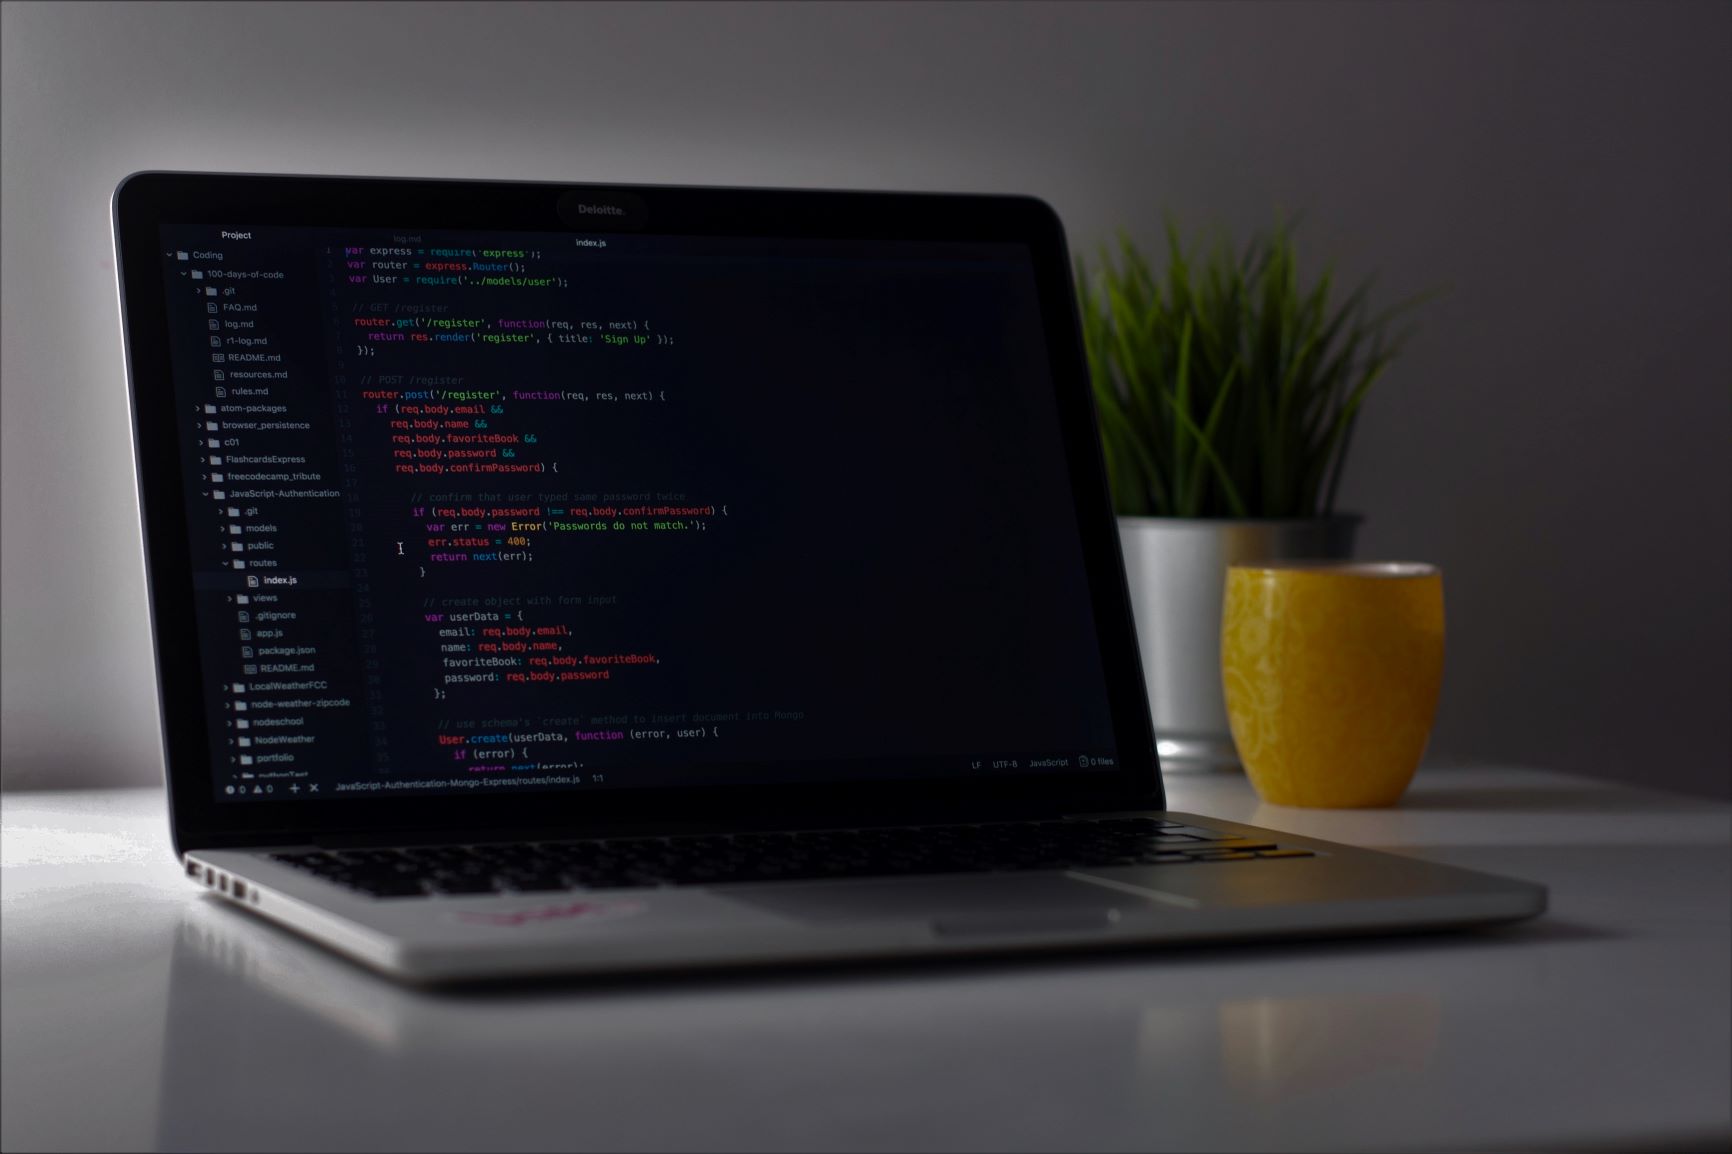 Deloitte.
Project
log.md
index.js
Coding
100-days-of-code
.git
FAQ.md
log.md
r1-log.md
README.md
resources.md
rules.md
atom-packages
browser_persistence
c01
FlashcardsExpress
freecodecamp_tribute
JavaScript-Authentication
.git
models
public
routes
index.js
views
.gitignore
app.js
package.json
README.md
LocalWeatherFCC
node-weather-zipcode
nodeschool
NodeWeather
portfolio
pythonTest
1 var express = require('express');
2 var router = express.Router();
3 var User = require('../models/user');
4
5 // GET /register
6 router.get('/register', function(req, res, next) {
7 return res.render('register', { title: 'Sign Up' });
8 });
9
10 // POST /register
11 router.post('/register', function(req, res, next) {
12 if (req.body.email &&
13 req.body.name &&
14 req.body.favoriteBook &&
15 req.body.password &&
16 req.body.confirmPassword) {
17
18 // confirm that user typed same password twice
19 if (req.body.password !== req.body.confirmPassword) {
20 var err = new Error('Passwords do not match.');
21 err.status = 400;
22 return next(err);
23 }
24
25 // create object with form input
26 var userData = {
27 email: req.body.email,
28 name: req.body.name,
29 favoriteBook: req.body.favoriteBook,
30 password: req.body.password
31 };
32
33 // use schema's `create` method to insert document into Mongo
34 User.create(userData, function (error, user) {
35 if (error) {
36 return next(error);
0 0 + × JavaScript-Authentication-Mongo-Express/routes/index.js 1:1
LF UTF-8 JavaScript 0 files